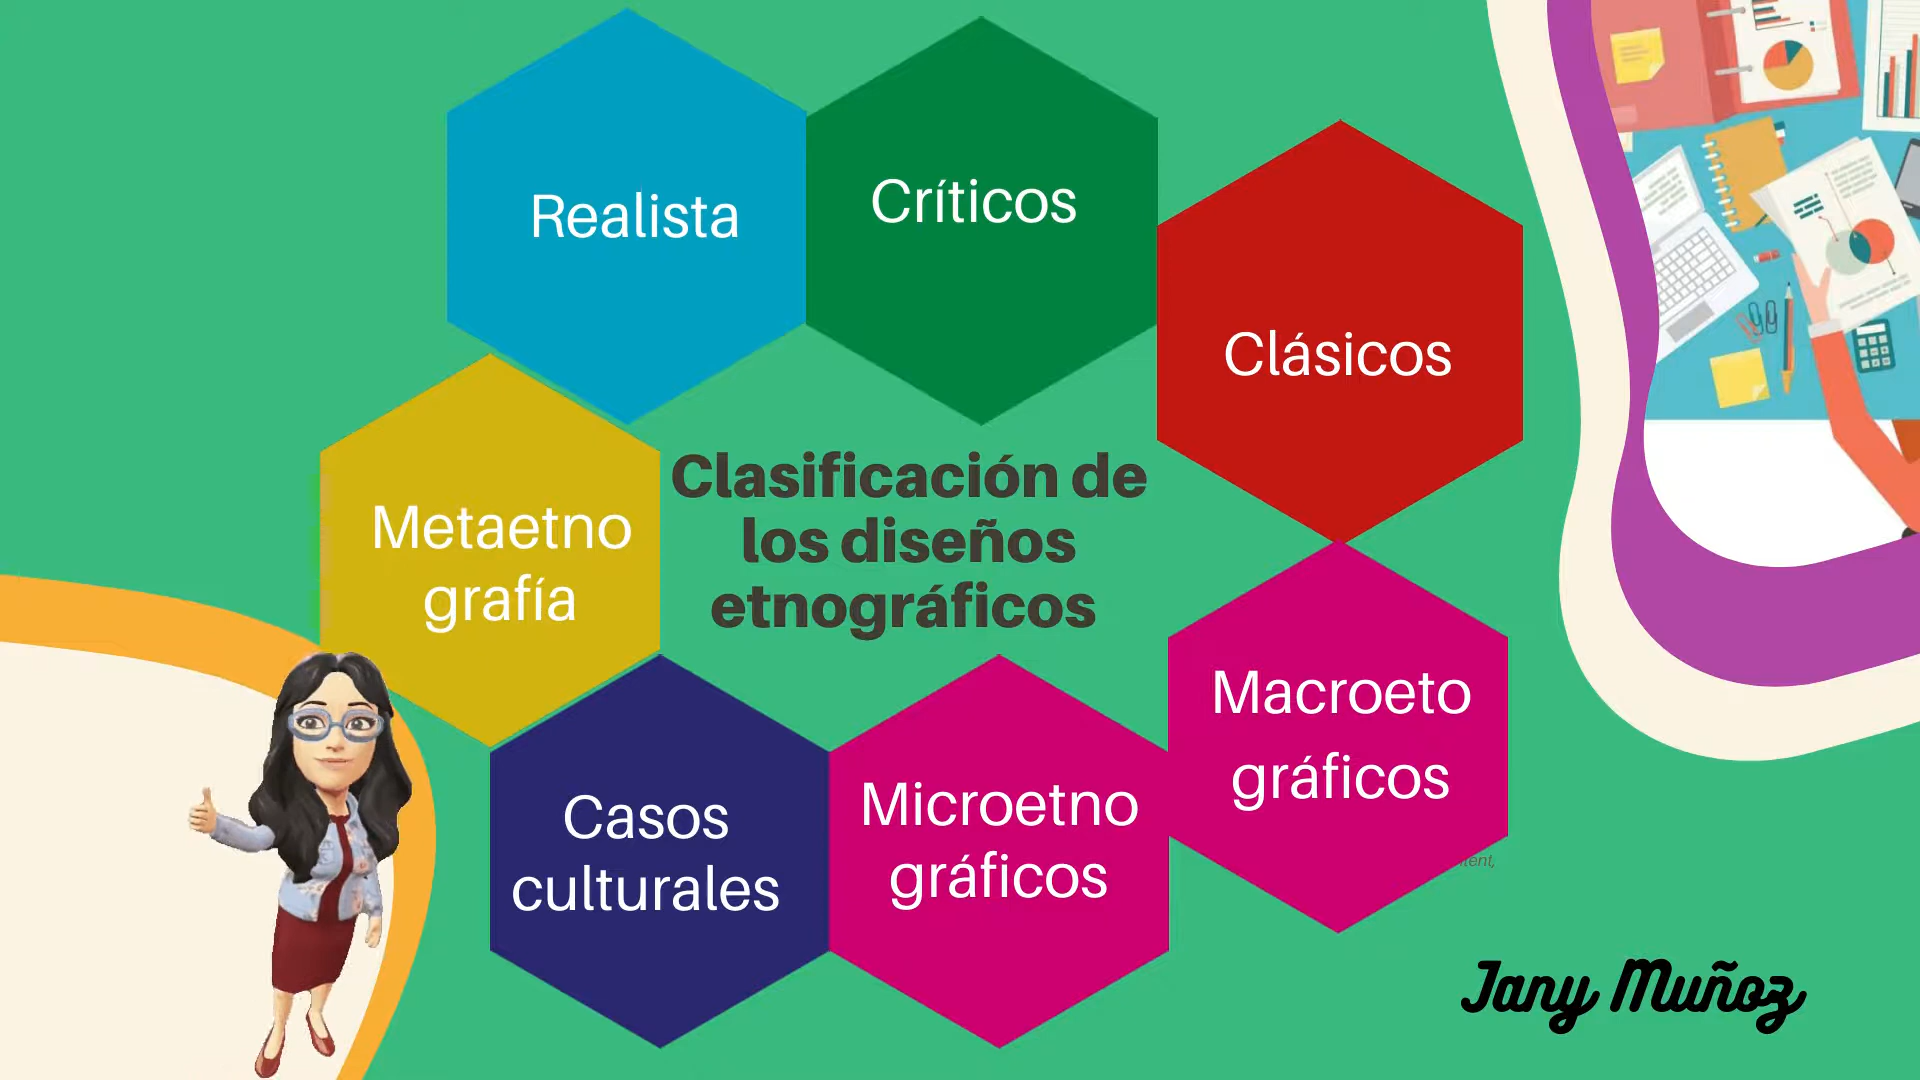 Realista
Críticos
Clásicos
Metaetno
grafía
Clasificación de
los diseños
etnográficos
Macroeto
gráficos
Casos
culturales
Microetno
gráficos
Jany Muñoz